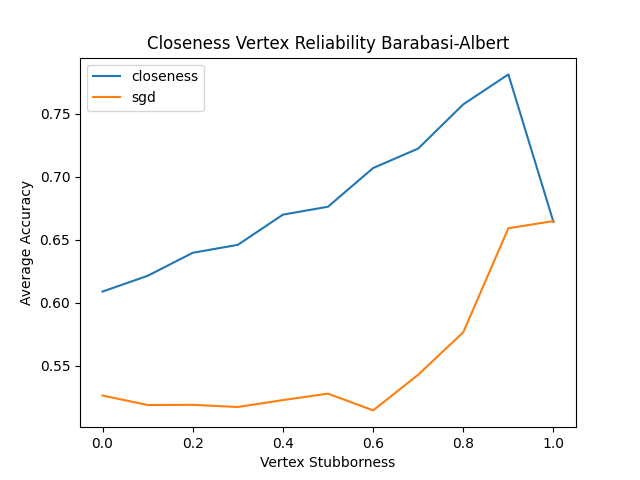 Closeness Vertex Reliability Barabasi-Albert
closeness
sgd
Average Accuracy
0.75
0.70
0.65
0.60
0.55
0.0 0.2 0.4 0.6 0.8 1.0
Vertex Stubborness